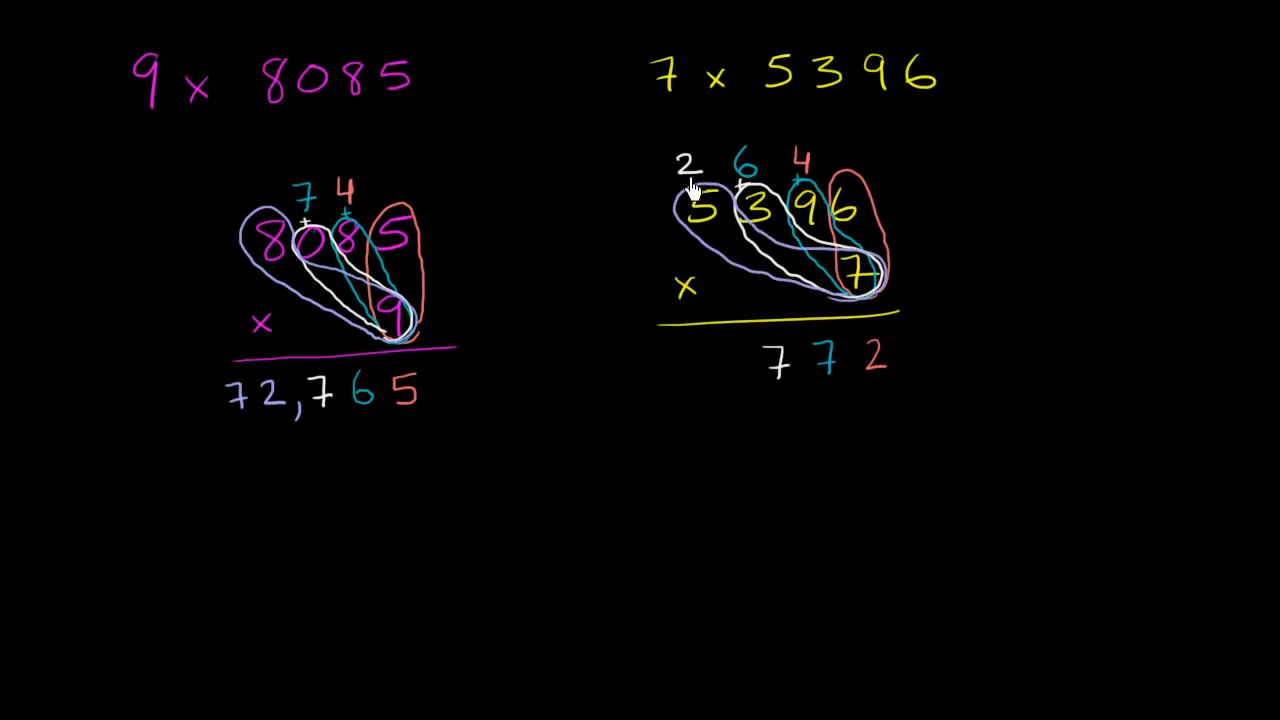 9 x 8085
7 4
8085
x 9
72,765
7 x 5396
2 6 4
+ +
5396
x 7
772